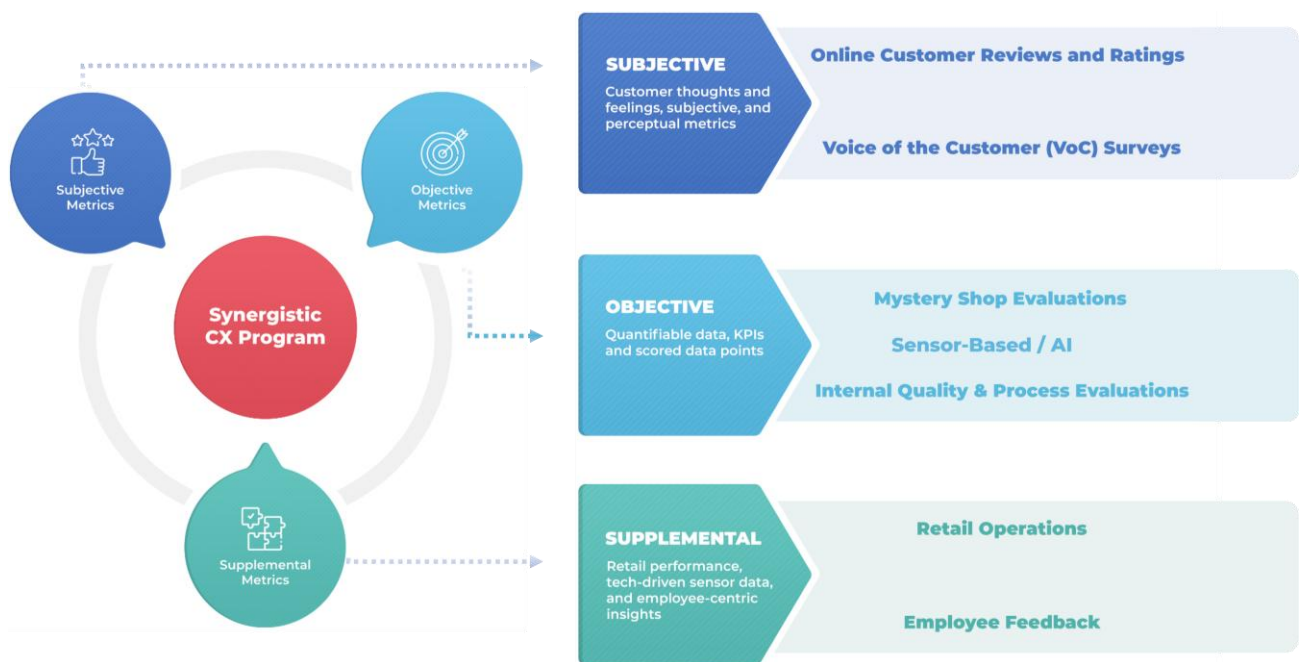 Subjective
Metrics
Objective
Metrics
Synergistic
CX Program
Supplemental
Metrics
SUBJECTIVE
Customer thoughts and
feelings, subjective, and
perceptual metrics
Online Customer Reviews and Ratings
Voice of the Customer (VoC) Surveys
OBJECTIVE
Quantifiable data, KPIs
and scored data points
Mystery Shop Evaluations
Sensor-Based / AI
Internal Quality & Process Evaluations
SUPPLEMENTAL
Retail performance,
tech-driven sensor data,
and employee-centric
insights
Retail Operations
Employee Feedback